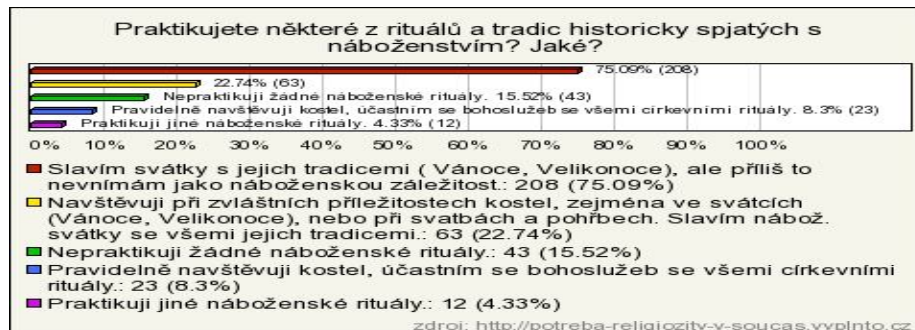 Praktikujete některé z rituálů a tradic historicky spjatých s
náboženstvím? Jaké?
75.09% (208)
22.74% (63)
Nepraktikuji žádné náboženské rituály. 15.52% (43)
Pravidelně navštěvuji kostel, účastním se bohoslužeb se všemi církevními rituály. 8.3% (23)
Praktikuji jiné náboženské rituály. 4.33% (12)
0% 10% 20% 30% 40% 50% 60% 70% 80% 90% 100%
Slavím svátky s jejich tradicemi ( Vánoce, Velikonoce), ale příliš to
nevnímám jako náboženskou záležitost.: 208 (75.09%)
Navštěvuji při zvláštních příležitostech kostel, zejména ve svátcích
(Vánoce, Velikonoce), nebo při svatbách a pohřbech. Slavím nábož.
svátky se všemi jejich tradicemi.: 63 (22.74%)
Nepraktikuji žádné náboženské rituály.: 43 (15.52%)
Pravidelně navštěvuji kostel, účastním se bohoslužeb se všemi církevními
rituály.: 23 (8.3%)
Praktikuji jiné náboženské rituály.: 12 (4.33%)
zdroj: http://potreba-religiozity-v-soucas.vyplnto.cz